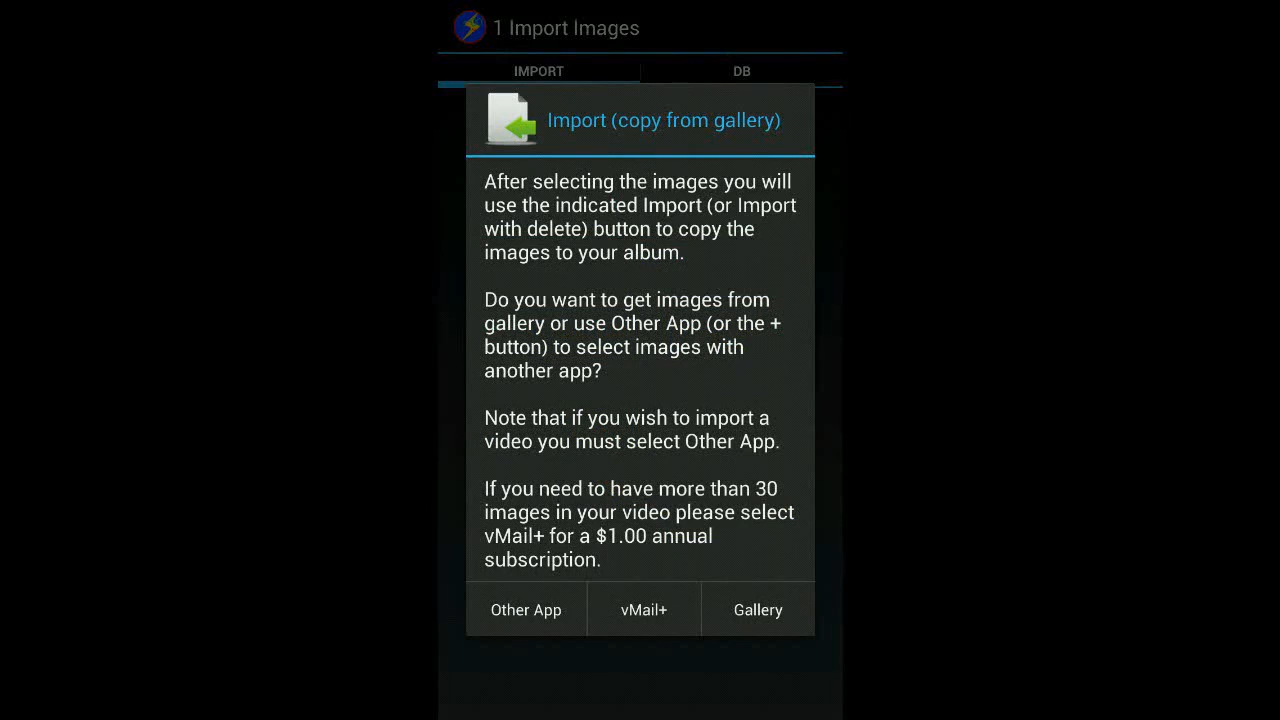 1 Import Images
IMPORT
DB
Import (copy from gallery)
After selecting the images you will
use the indicated Import (or Import
with delete) button to copy the
images to your album.
Do you want to get images from
gallery or use Other App (or the +
button) to select images with
another app?
Note that if you wish to import a
video you must select Other App.
If you need to have more than 30
images in your video please select
vMail+ for a $1.00 annual
subscription.
Other App
vMail+
Gallery